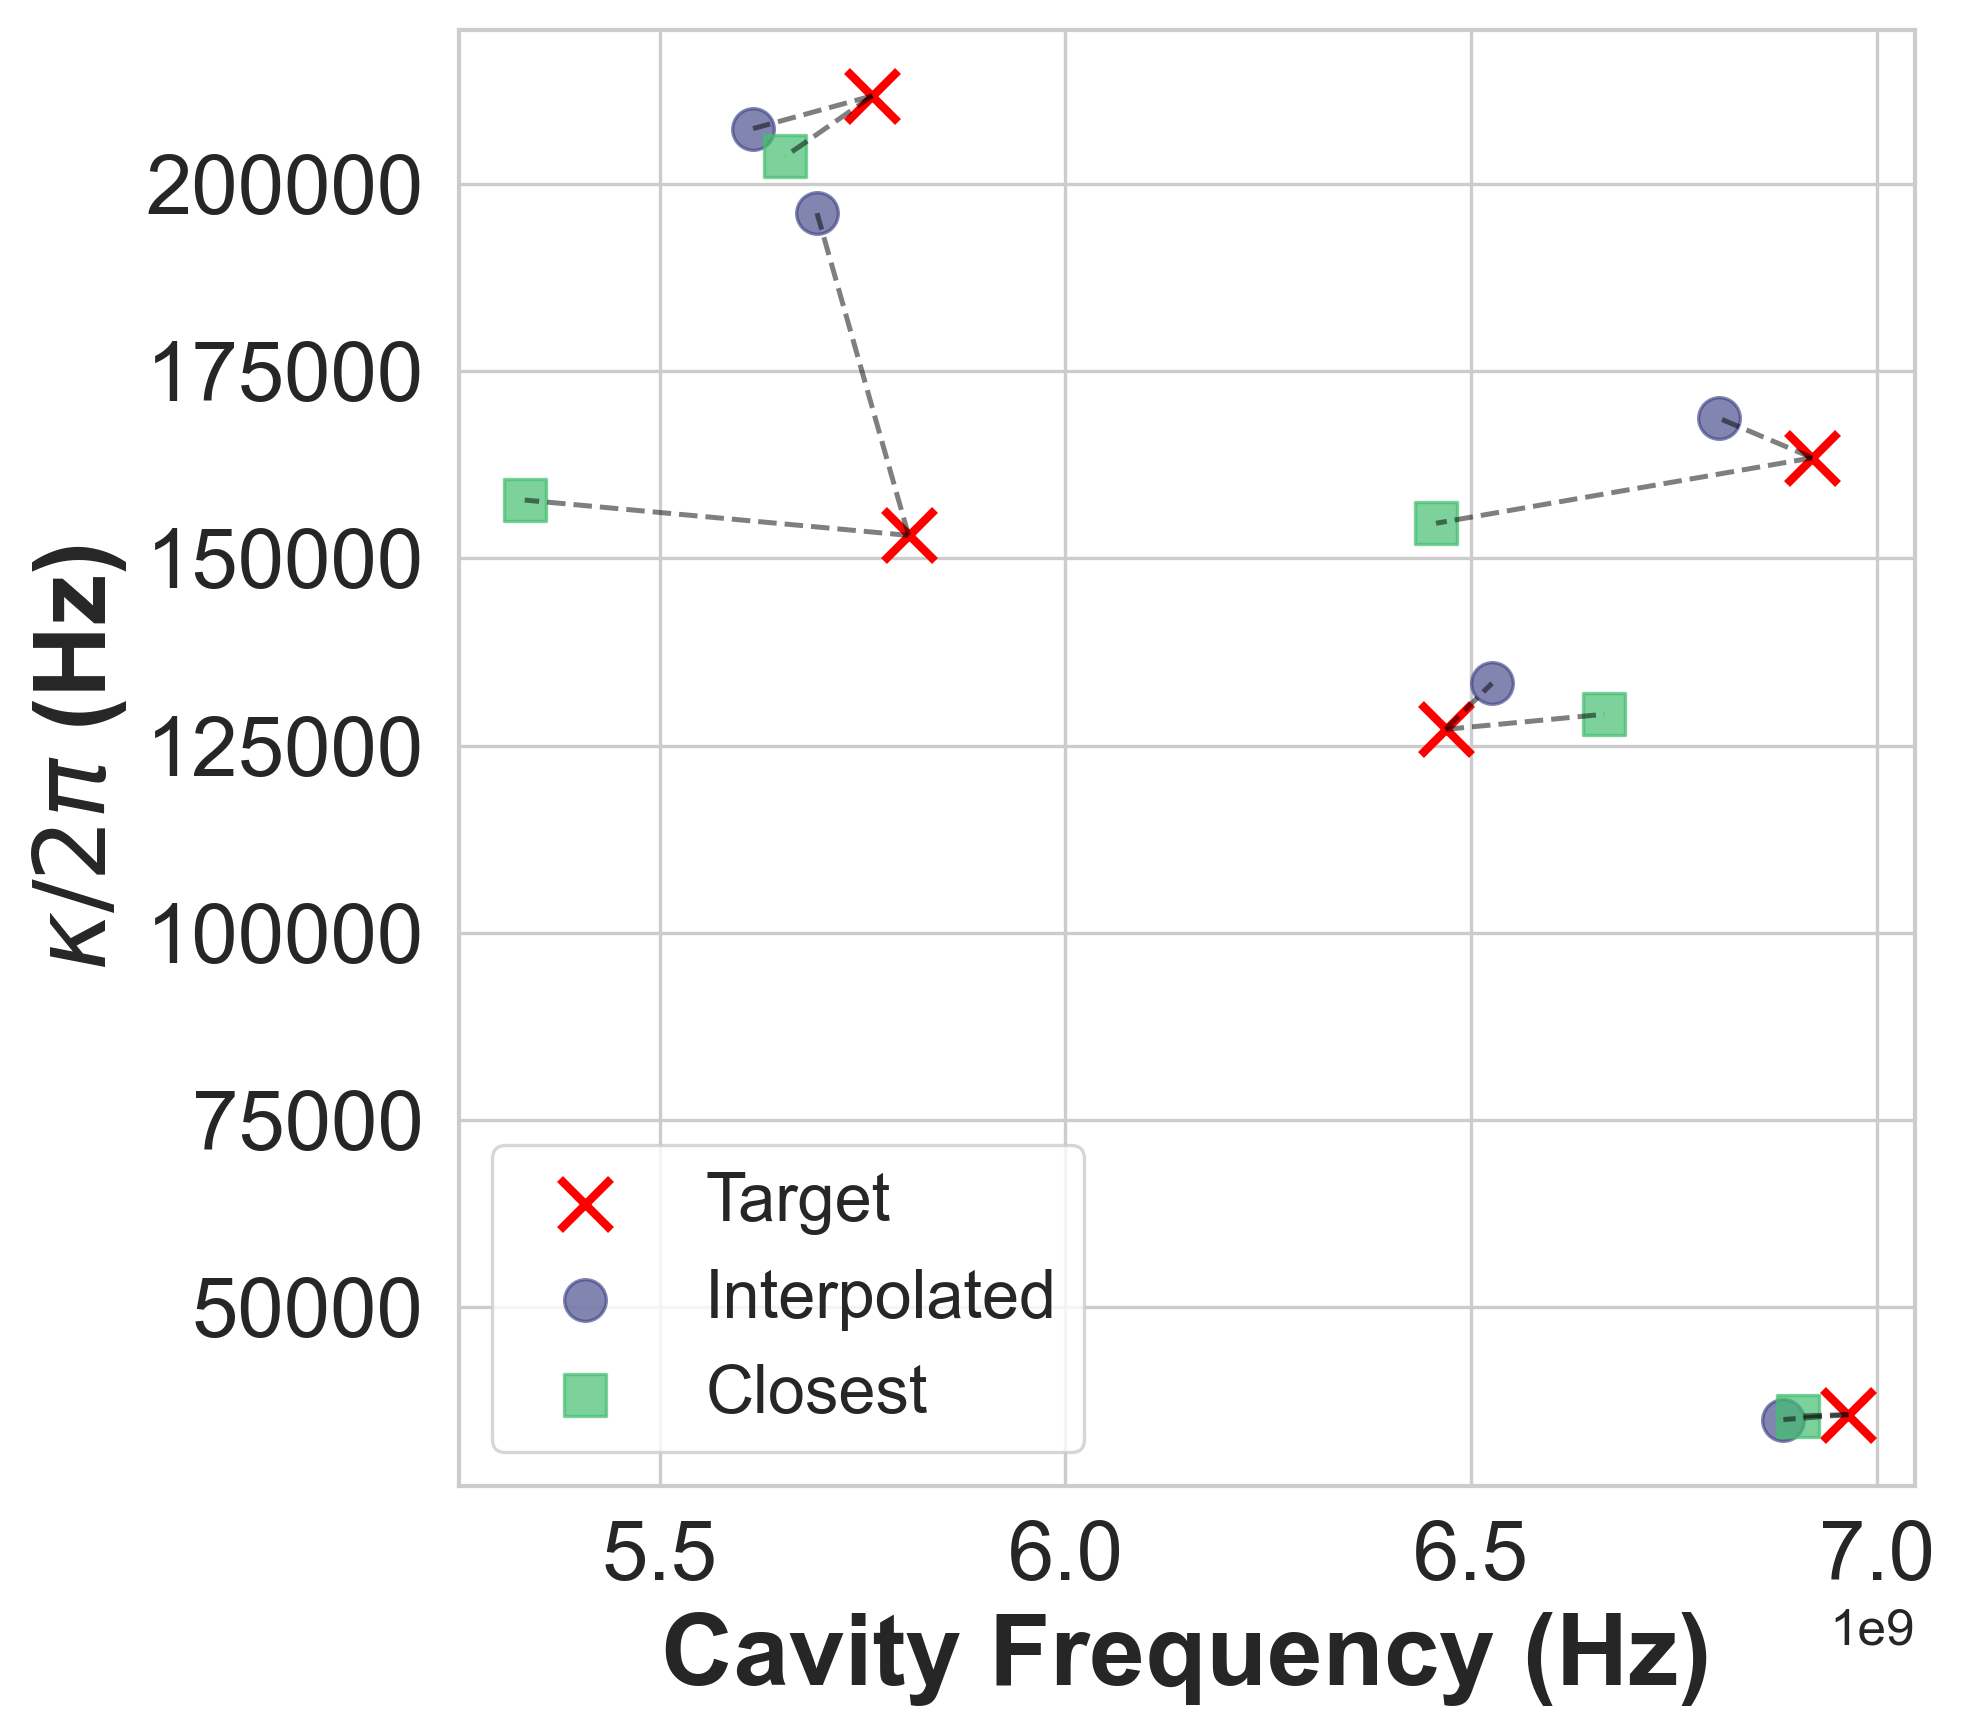 κ/2π (Hz)
200000
175000
150000
125000
100000
75000
50000
Target
Interpolated
Closest
5.5 6.0 6.5 7.0
1e9
Cavity Frequency (Hz)